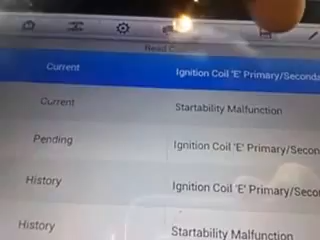 Read
Current Ignition Coil 'E' Primary/Seconda
Current Startability Malfunction
Pending Ignition Coil 'E' Primary/Secon
History Ignition Coil 'E' Primary/Secon
History Startability Malfunction